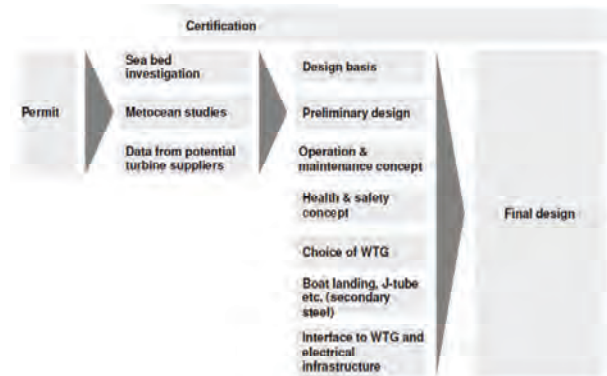 Certification
Permit
Sea bed
investigation
Metocean studies
Data from potential
turbine suppliers
Design basis
Preliminary design
Operation &
maintenance concept
Health & safety
concept
Choice of WTG
Boat landing, J-tube
etc. (secondary
steel)
Interface to WTG and
electrical
infrastructure
Final design